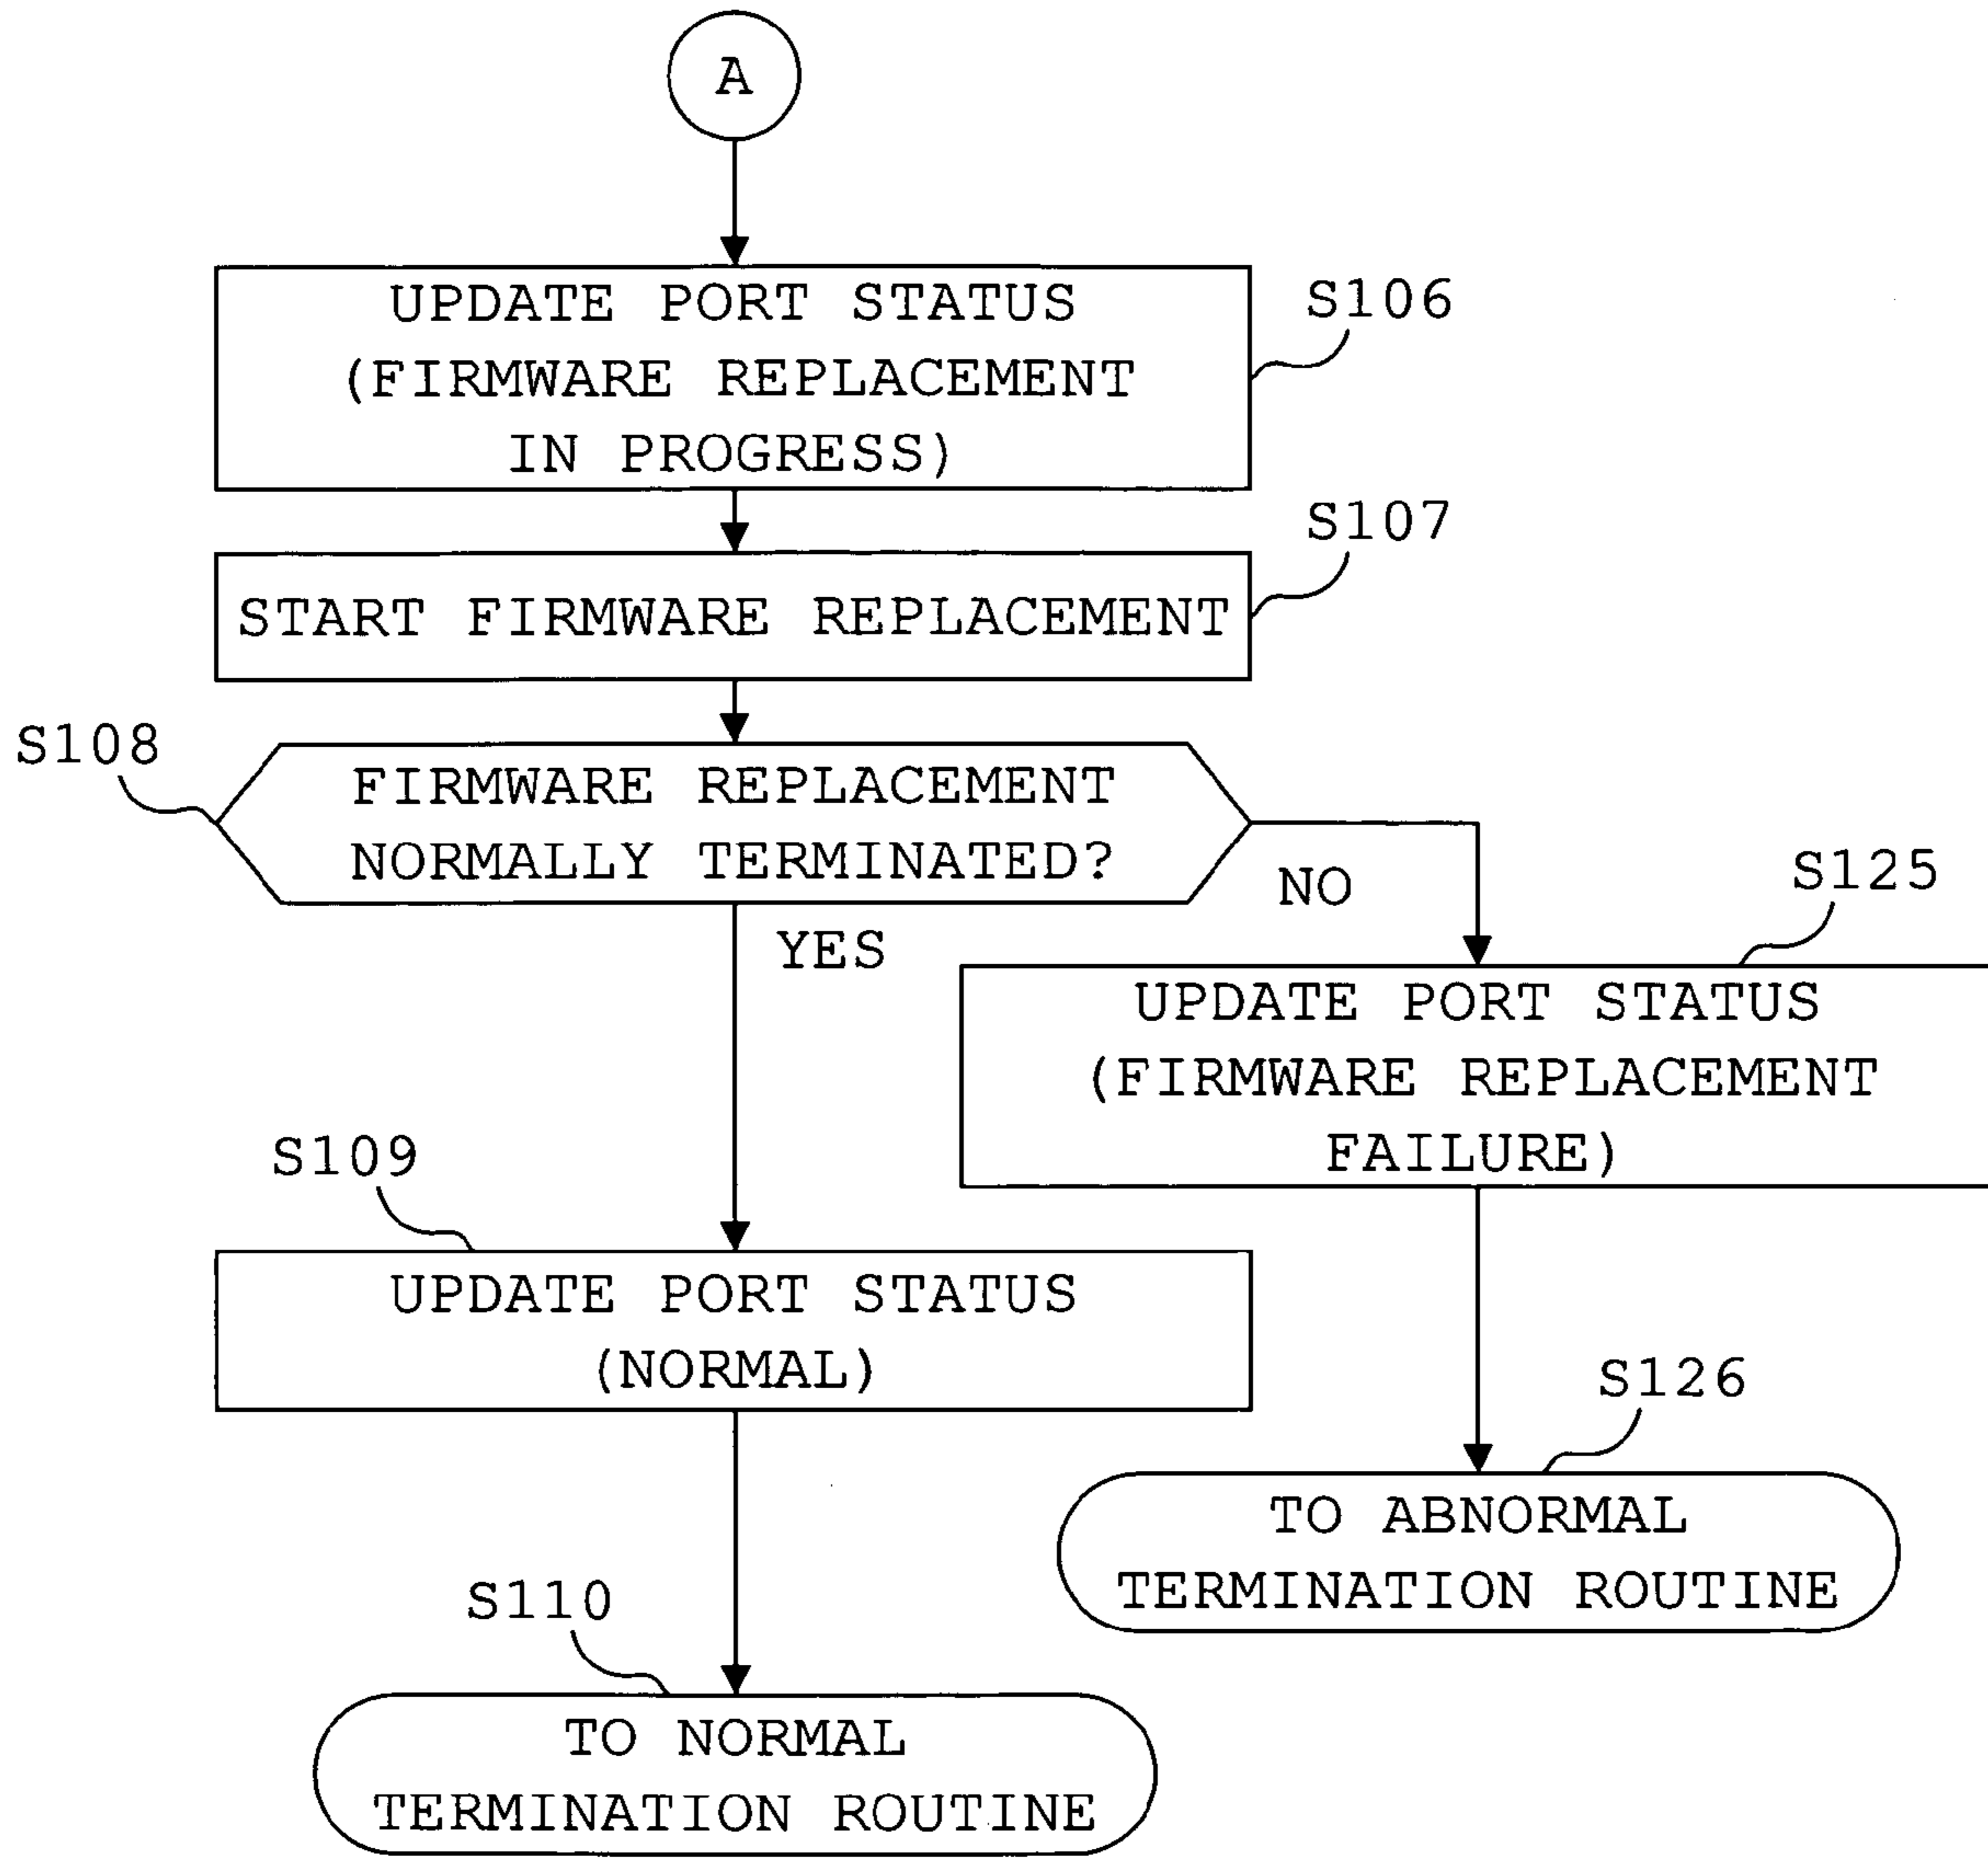 A
UPDATE PORT STATUS
(FIRMWARE REPLACEMENT
IN PROGRESS)
S106
START FIRMWARE REPLACEMENT
S107
S108
FIRMWARE REPLACEMENT
NORMALLY TERMINATED?
NO
YES
S125
UPDATE PORT STATUS
(FIRMWARE REPLACEMENT
FAILURE)
S109
UPDATE PORT STATUS
(NORMAL)
S126
TO ABNORMAL
TERMINATION ROUTINE
S110
TO NORMAL
TERMINATION ROUTINE